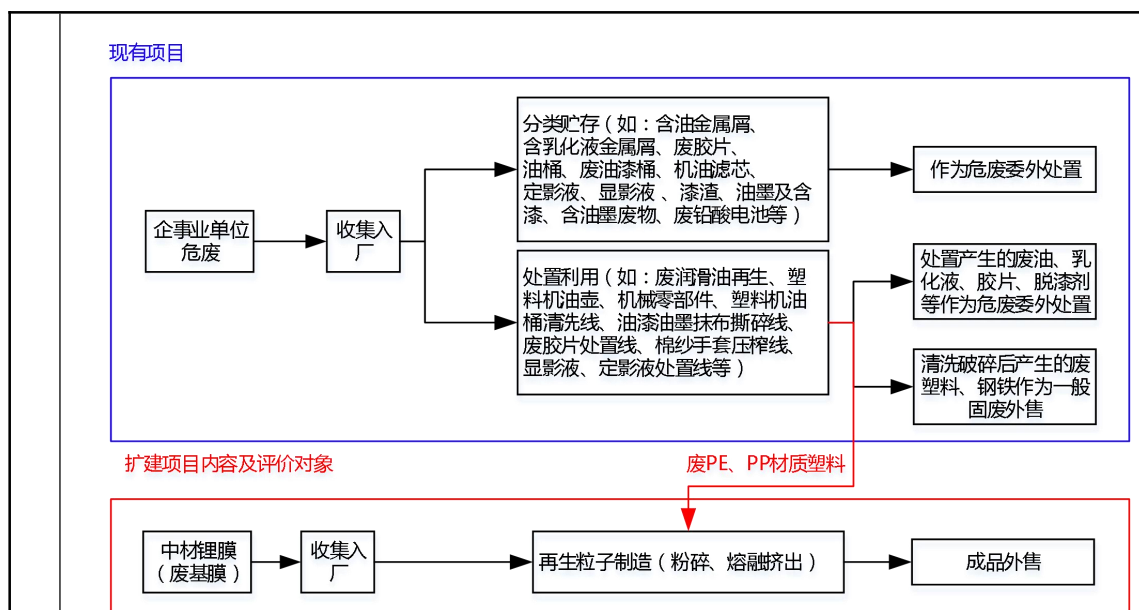 现有项目
企事业单位
危废
收集入
厂
分类贮存（如：含油金属屑、
含乳化液金属屑、废胶片、
油桶、废油漆桶、机油滤芯、
定影液、显影液 、漆渣、油墨及含
漆、含油墨废物、废铅酸电池等）
作为危废委外处置
处置利用（如：废润滑油再生、塑
料机油壶、机械零部件、塑料机油
桶清洗线、油漆油墨抹布撕碎线、
废胶片处置线、棉纱手套压榨线、
显影液、定影液处置线等）
处置产生的废油、乳
化液、胶片、脱漆剂
等作为危废委外处置
清洗破碎后产生的废
塑料、钢铁作为一般
固废外售
扩建项目内容及评价对象
废PE、PP材质塑料
中材锂膜
（废基膜）
收集入
厂
再生粒子制造（粉碎、熔融挤出）
成品外售